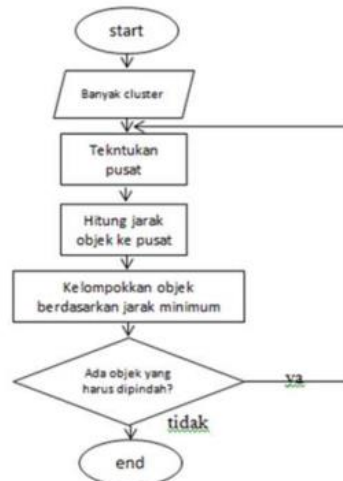 start
Banyak cluster
Tekntukan
pusat
Hitung jarak
objek ke pusat
Kelompokkan objek
berdasarkan jarak minimum
Ada objek yang
harus dipindah?
ya
tidak
end